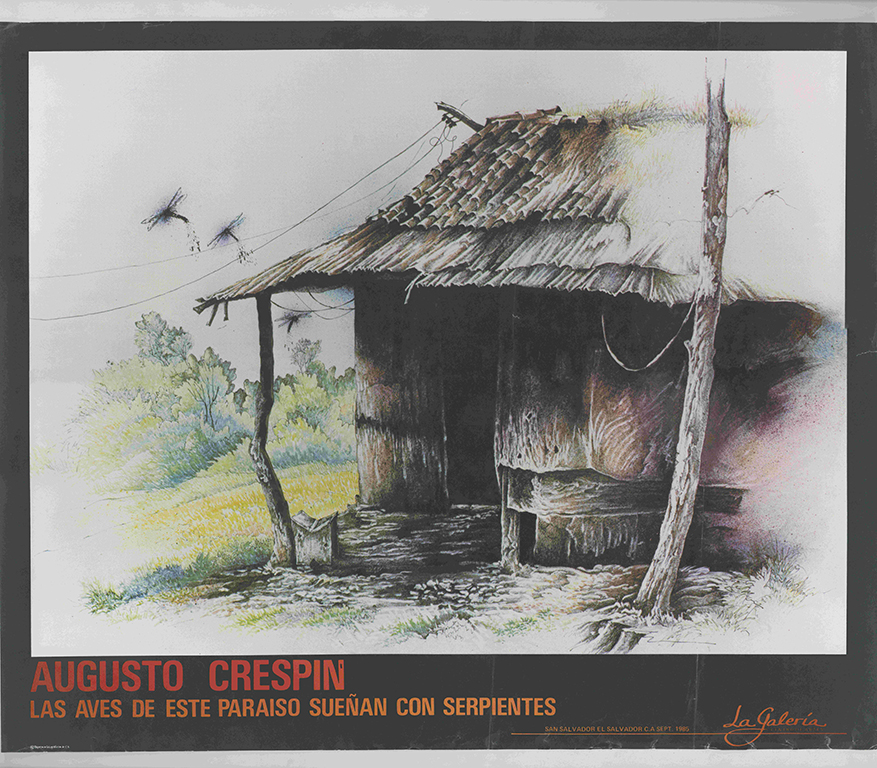 AUGUSTO CRESPIN
LAS AVES DE ESTE PARAISO SUEÑAN CON SERPIENTES
SAN SALVADOR EL SALVADOR C.A SEPT. 1985
La Galería